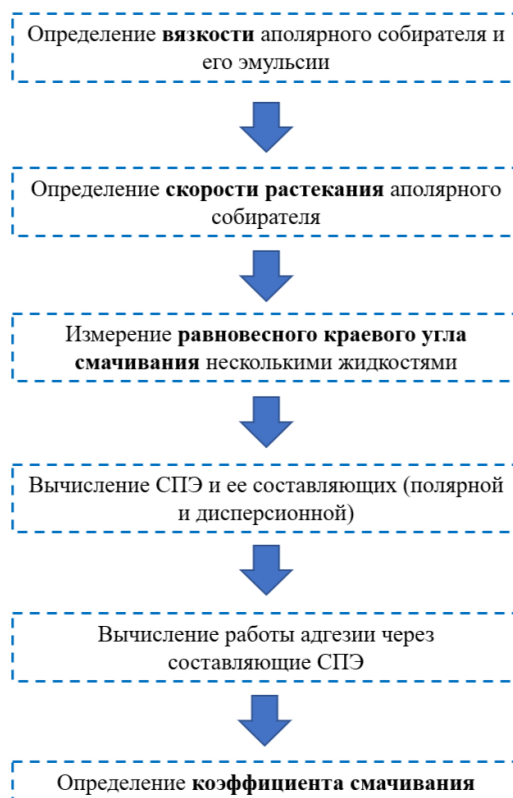 Определение вязкости аполярного собирателя и
его эмульсии
Определение скорости растекания аполярного
собирателя
Измерение равновесного краевого угла
смачивания несколькими жидкостями
Вычисление СПЭ и ее составляющих (полярной
и дисперсионной)
Вычисление работы адгезии через
составляющие СПЭ
Определение коэффициента смачивания